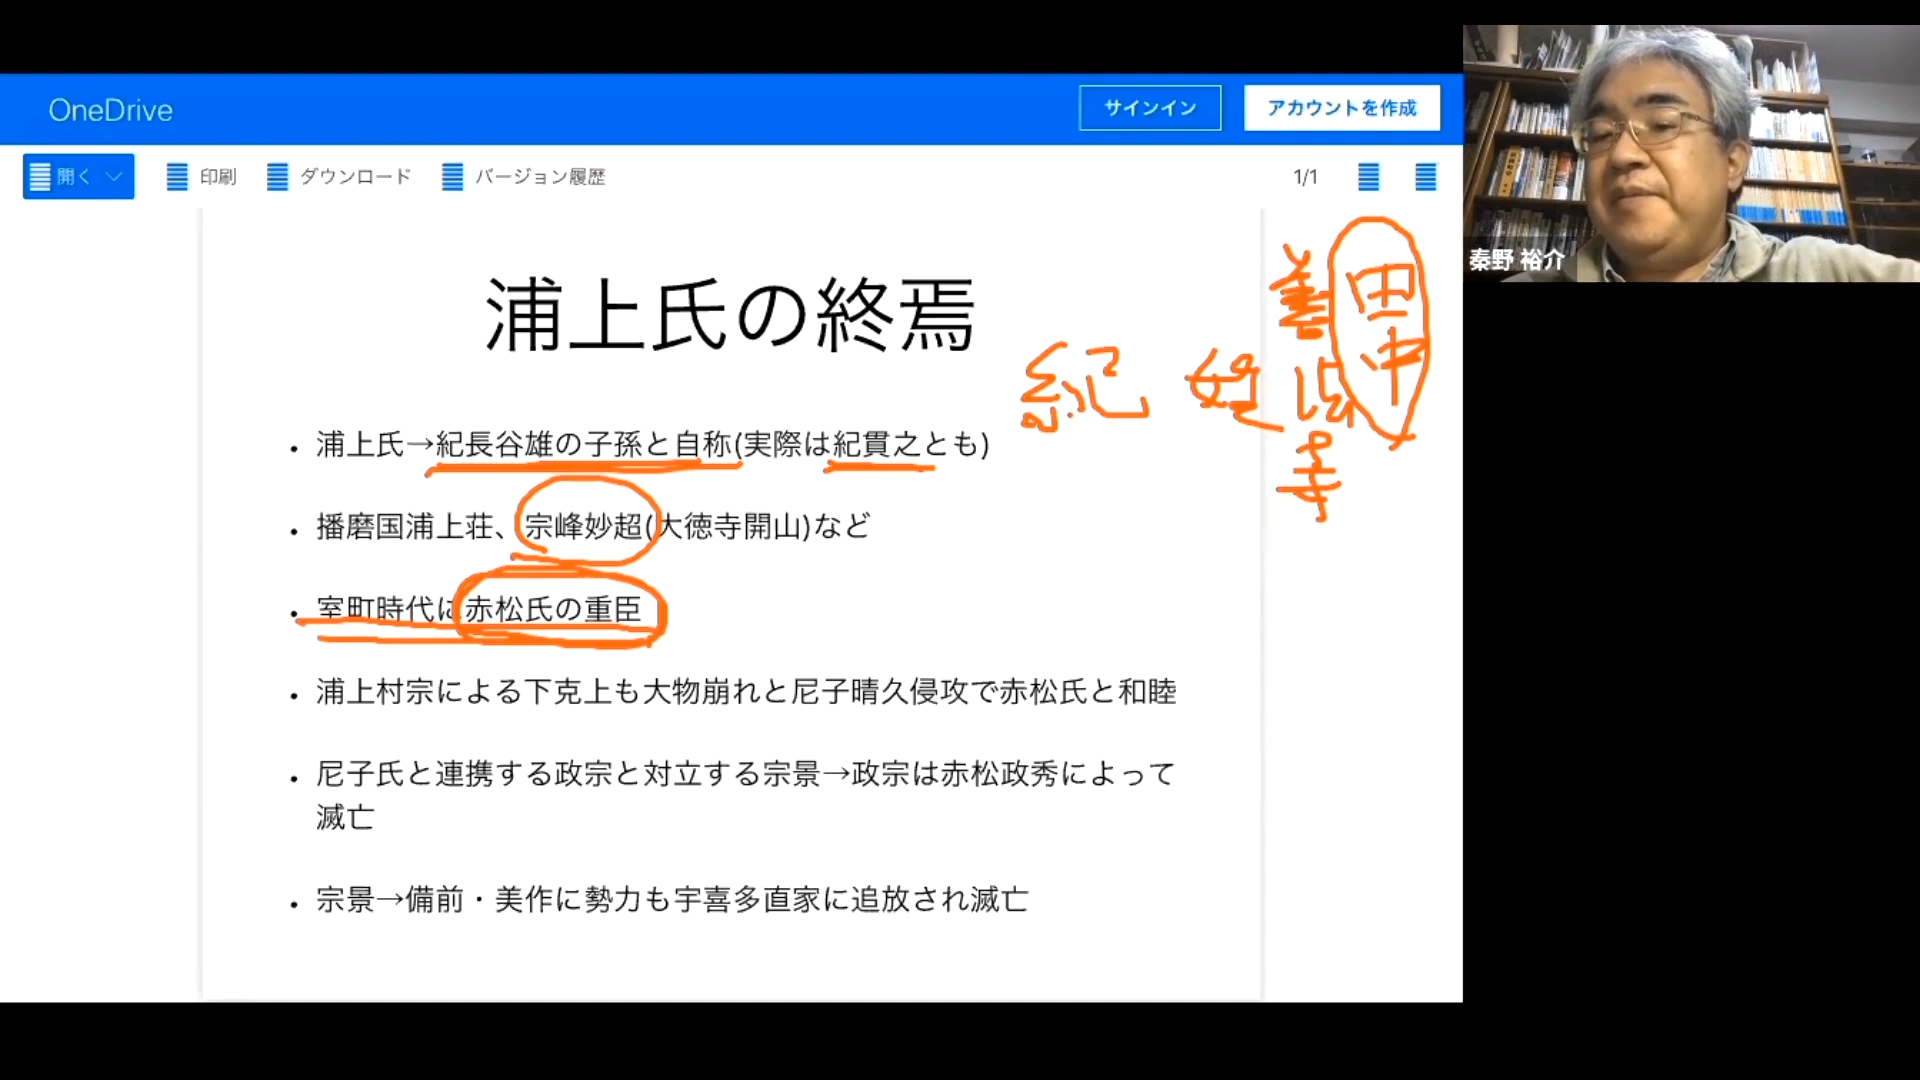 OneDrive
サインイン
アカウントを作成
開く
印刷
ダウンロード
バージョン履歴
1/1
浦上氏の終焉
紀
姓
善
田中
・浦上氏→紀長谷雄の子孫と自称(実際は紀貫之とも)
・播磨国浦上荘、宗峰妙超(大徳寺開山)など
・室町時代に赤松氏の重臣
・浦上村宗による下克上も大物崩れと尼子晴久侵攻で赤松氏と和睦
・尼子氏と連携する政宗と対立する宗景→政宗は赤松政秀によって
滅亡
・宗景→備前・美作に勢力も宇喜多直家に追放され滅亡
秦野 裕介